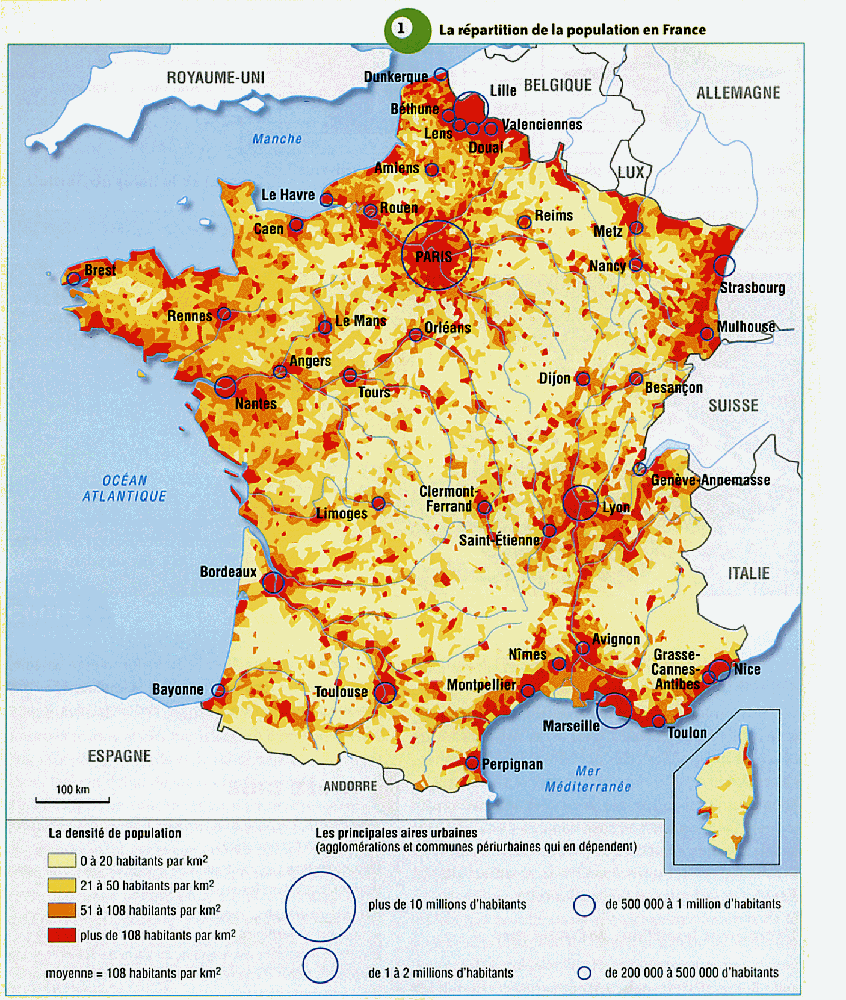 1
La répartition de la population en France
ROYAUME-UNI
Dunkerque
Lille
BELGIQUE
ALLEMAGNE
Béthune
Valenciennes
Lens
Douai
Manche
Amiens
LUX.
Le Havre
Rouen
Reims
Caen
Metz
PARIS
Nancy
Brest
Strasbourg
Rennes
Le Mans
Orléans
Mulhouse
Angers
Dijon
Besançon
Tours
Nantes
SUISSE
OCÉAN
ATLANTIQUE
Genève-Annemasse
Clermont-
Ferrand
Lyon
Limoges
Saint-Étienne
Bordeaux
ITALIE
Avignon
Nîmes
Grasse-
Cannes-
Antibes
Nice
Bayonne
Toulouse
Montpellier
Marseille
Toulon
ESPAGNE
Perpignan
Mer
Méditerranée
ANDORRE
100 km
La densité de population
0 à 20 habitants par km²
21 à 50 habitants par km²
51 à 108 habitants par km²
plus de 108 habitants par km²
moyenne = 108 habitants par km²
Les principales aires urbaines
(agglomérations et communes périurbaines qui en dépendent)
plus de 10 millions d'habitants
de 500 000 à 1 million d'habitants
de 1 à 2 millions d'habitants
de 200 000 à 500 000 d'habitants